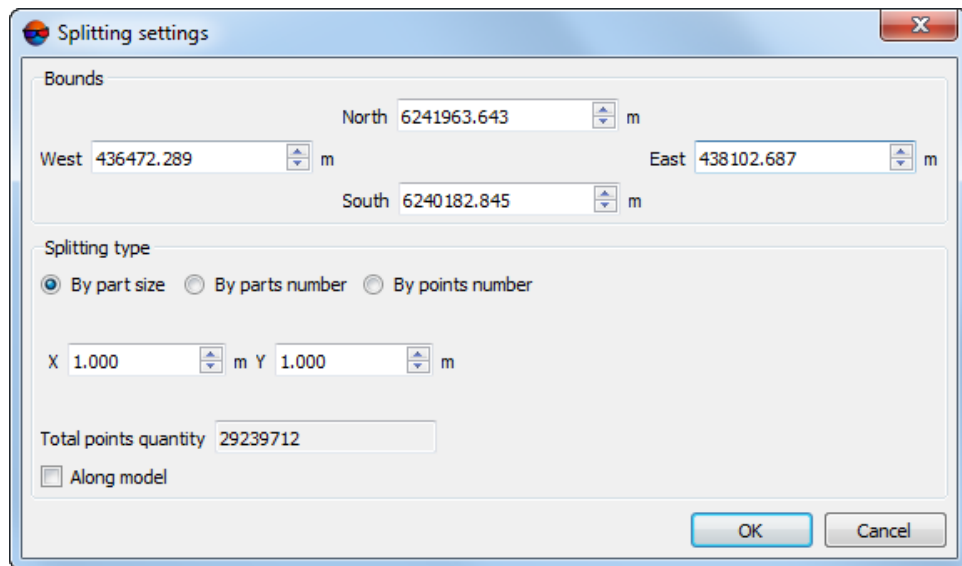 Splitting settings
Bounds
North 6241963.643 m
West 436472.289 m East 438102.687 m
South 6240182.845 m
Splitting type
By part size By parts number By points number
X 1.000 m Y 1.000 m
Total points quantity 29239712
Along model
OK Cancel